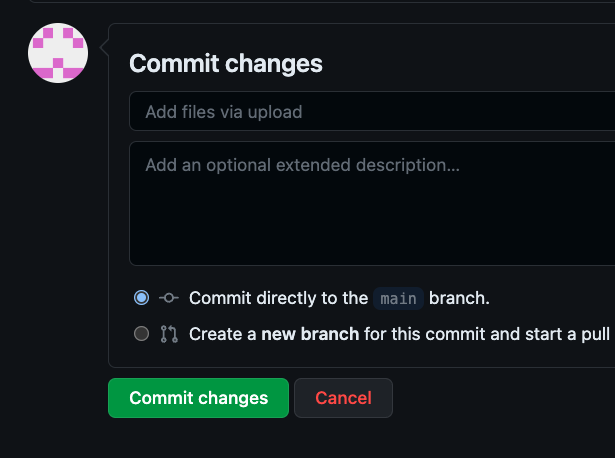 Commit changes
Add files via upload
Add an optional extended description...
Commit directly to the main branch.
Create a new branch for this commit and start a pull
Commit changes
Cancel